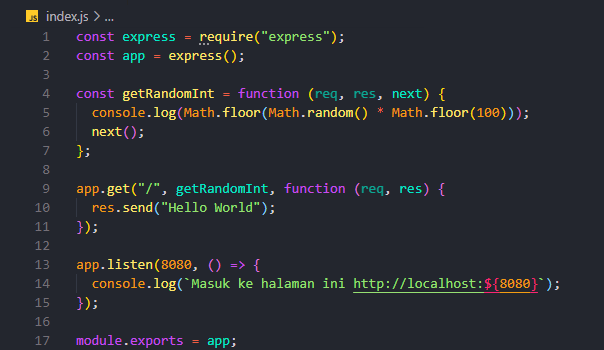 JS index.js > ...
1 const express = require("express");
2 const app = express();
3
4 const getRandomInt = function (req, res, next) {
5 console.log(Math.floor(Math.random() * Math.floor(100)));
6 next();
7 };
8
9 app.get("/", getRandomInt, function (req, res) {
10 res.send("Hello World");
11 });
12
13 app.listen(8080, () => {
14 console.log(`Masuk ke halaman ini http://localhost:${8080}`);
15 });
16
17 module.exports = app;